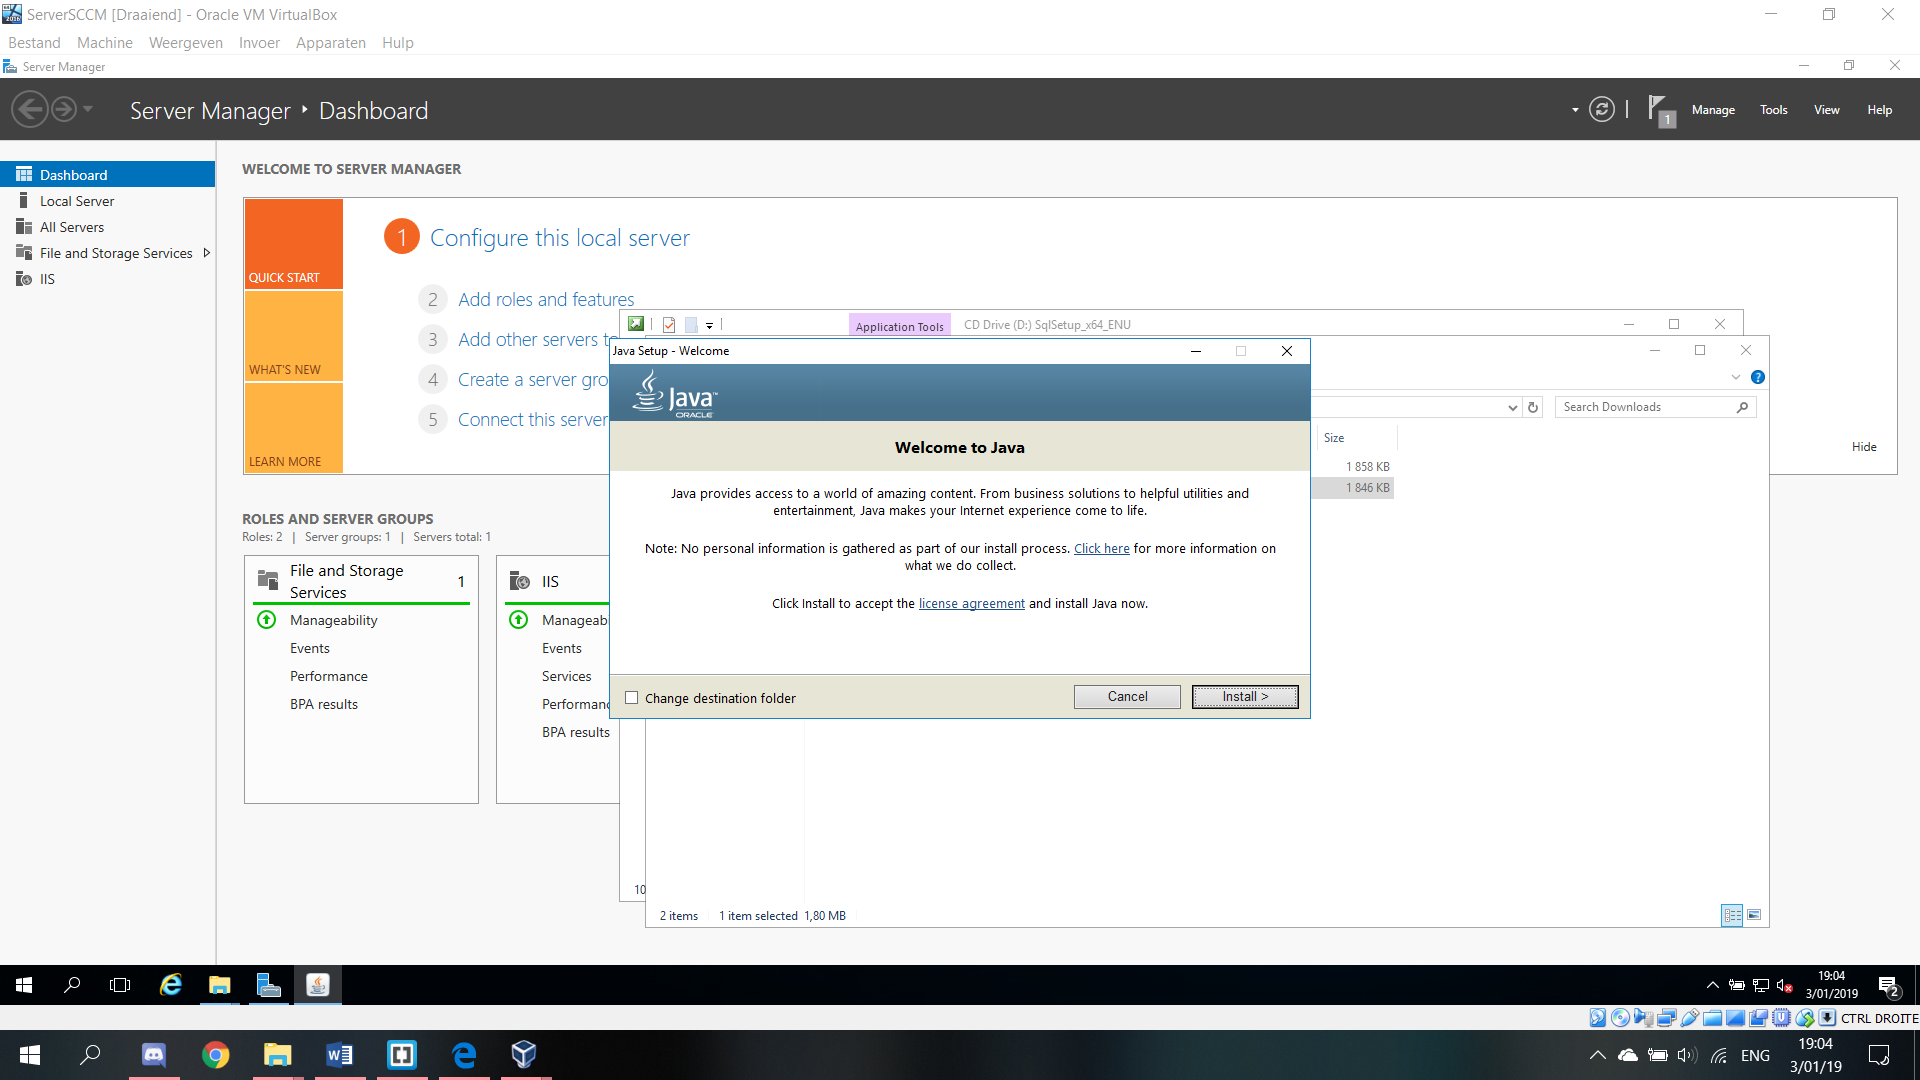 ServerSCCM [Draaiend] - Oracle VM VirtualBox
Bestand Machine Weergeven Invoer Apparaten Hulp
Server Manager
Server Manager Dashboard
1
Manage Tools View Help
Dashboard
Local Server
All Servers
File and Storage Services
IIS
WELCOME TO SERVER MANAGER
QUICK START
WHAT'S NEW
LEARN MORE
1 Configure this local server
2 Add roles and features
3 Add other servers to
4 Create a server gro
5 Connect this server
Hide
Application Tools CD Drive (D:) SqlSetup_x64_ENU
Search Downloads
Size
1 858 KB
1 846 KB
Java Setup - Welcome
Java™
ORACLE
Welcome to Java
Java provides access to a world of amazing content. From business solutions to helpful utilities and
entertainment, Java makes your Internet experience come to life.
Note: No personal information is gathered as part of our install process. Click here for more information on
what we do collect.
Click Install to accept the license agreement and install Java now.
Change destination folder
Cancel
Install >
ROLES AND SERVER GROUPS
Roles: 2 | Server groups: 1 | Servers total: 1
File and Storage
Services
1
Manageability
Events
Performance
BPA results
IIS
Manageabi
Events
Services
Performanc
BPA results
10
2 items 1 item selected 1,80 MB
19:04
3/01/2019
2
CTRL DROITE
ENG
19:04
3/01/19